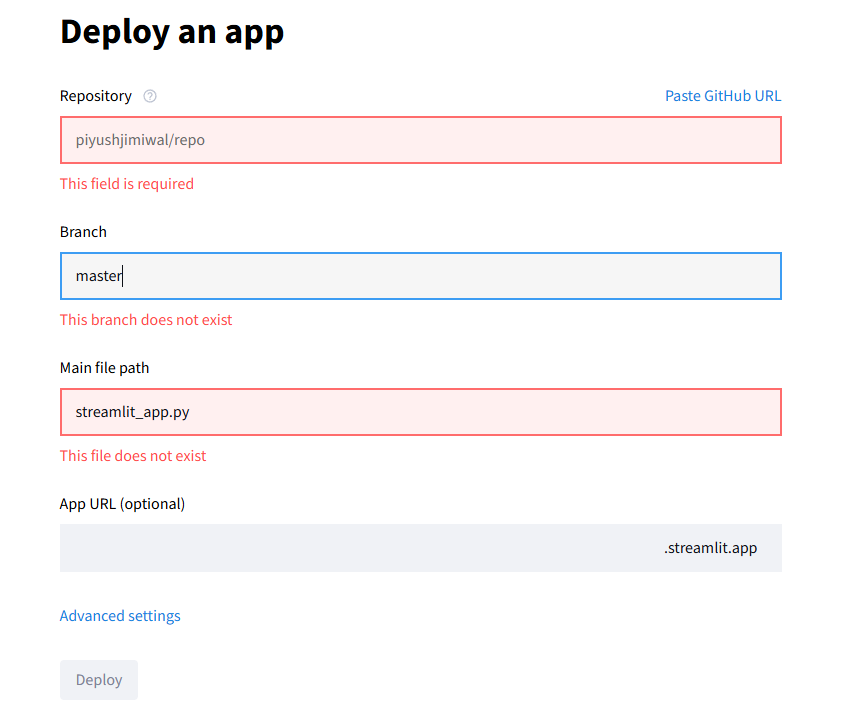 Deploy an app
Repository Paste GitHub URL
piyushjimiwal/repo
This field is required
Branch
master
This branch does not exist
Main file path
streamlit_app.py
This file does not exist
App URL (optional)
.streamlit.app
Advanced settings
Deploy